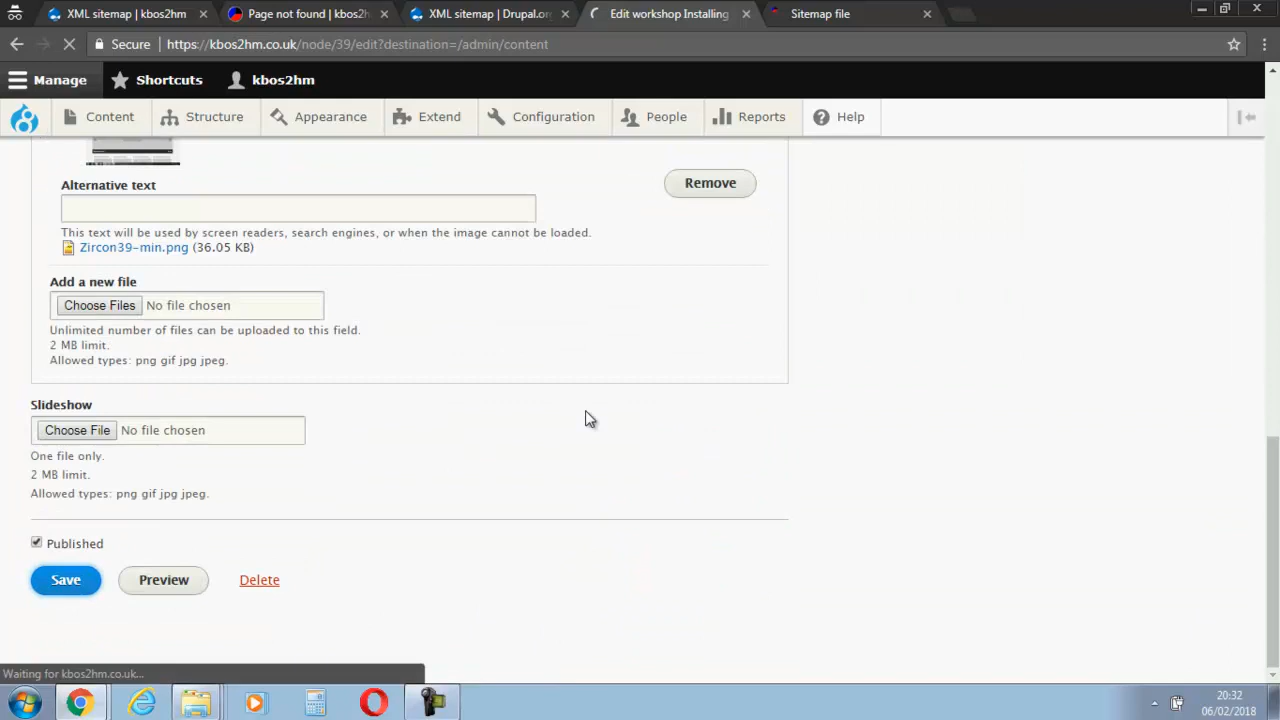 XML sitemap | kbos2hm
Page not found | kbos2h
XML sitemap | Drupal.or
Edit workshop Installing
Sitemap file
Secure https://kbos2hm.co.uk/node/39/edit?destination=/admin/content
Manage Shortcuts kbos2hm
Content Structure Appearance Extend Configuration People Reports Help
Alternative text
Remove
This text will be used by screen readers, search engines, or when the image cannot be loaded.
Zircon39-min.png (36.05 KB)
Add a new file
Choose Files No file chosen
Unlimited number of files can be uploaded to this field.
2 MB limit.
Allowed types: png gif jpg jpeg.
Slideshow
Choose File No file chosen
One file only.
2 MB limit.
Allowed types: png gif jpg jpeg.
Published
Save Preview Delete
Waiting for kbos2hm.co.uk...
20:32
06/02/2018